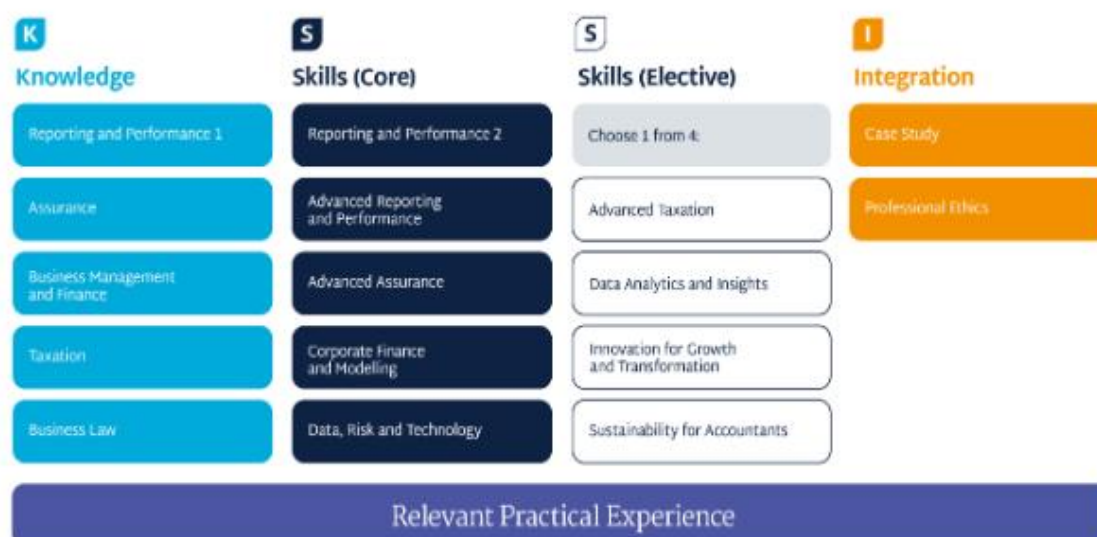 K
Knowledge
Reporting and Performance 1
Assurance
Business Management
and Finance
Taxation
Business Law
S
Skills (Core)
Reporting and Performance 2
Advanced Reporting
and Performance
Advanced Assurance
Corporate Finance
and Modelling
Data, Risk and Technology
S
Skills (Elective)
Choose 1 from 4:
Advanced Taxation
Data Analytics and Insights
Innovation for Growth
and Transformation
Sustainability for Accountants
I
Integration
Case Study
Professional Ethics
Relevant Practical Experience